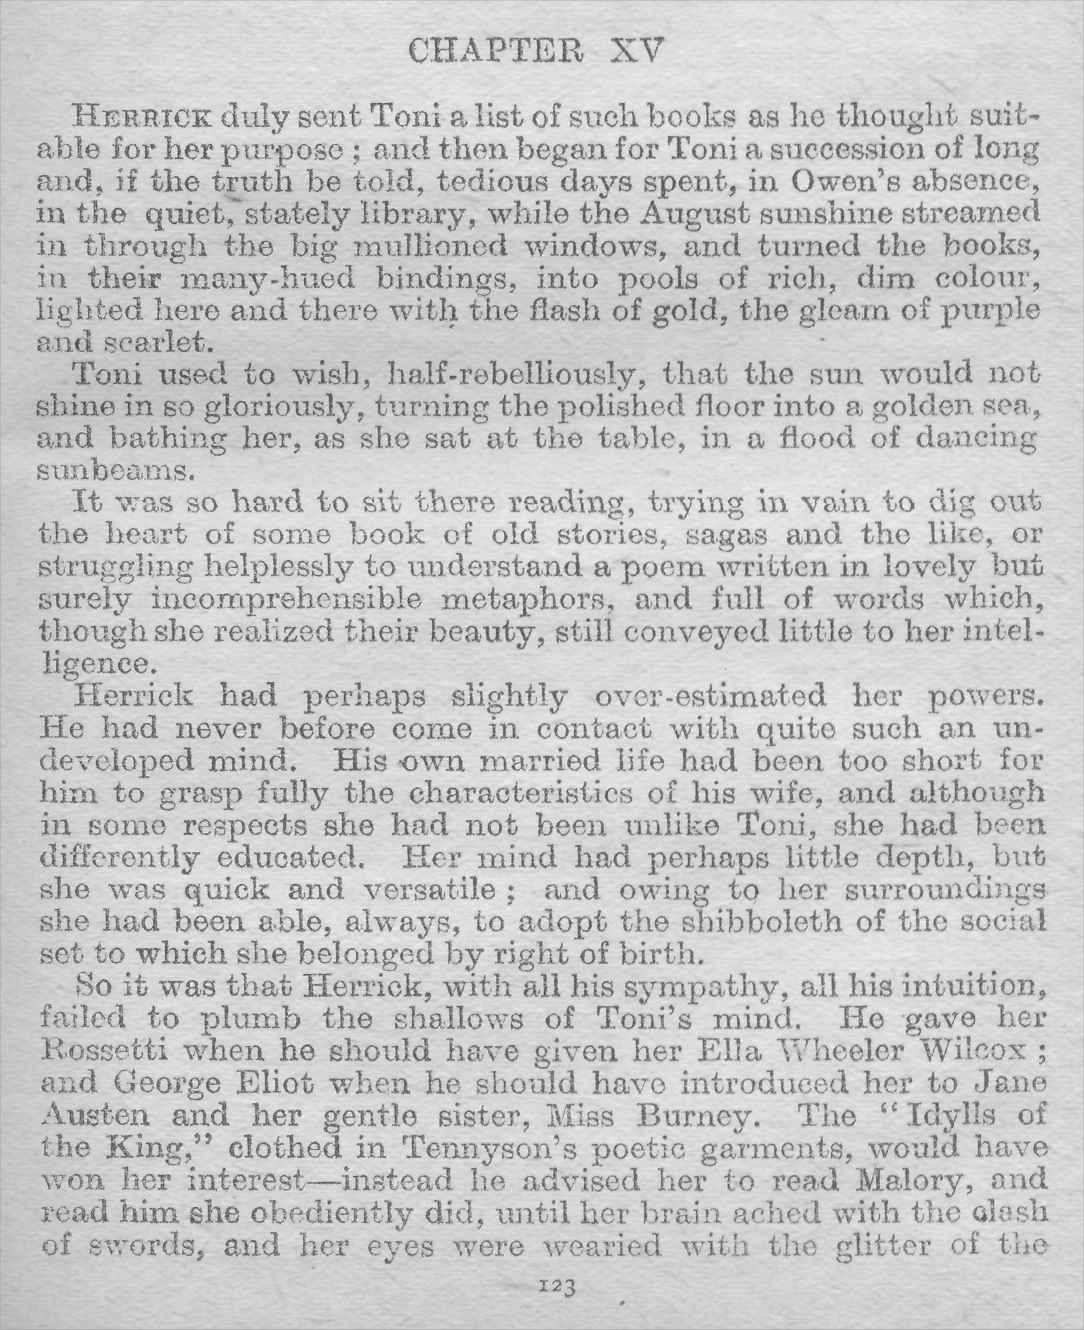 CHAPTER XV
HERRICK duly sent Toni a list of such books as he thought suit-
able for her purpose ; and then began for Toni a succession of long
and, if the truth be told, tedious days spent, in Owen's absence,
in the quiet, stately library, while the August sunshine streamed
in through the big mullioned windows, and turned the books,
in their many-hued bindings, into pools of rich, dim colour,
lighted here and there with the flash of gold, the gleam of purple
and scarlet.
Toni used to wish, half-rebelliously, that the sun would not
shine in so gloriously, turning the polished floor into a golden sea,
and bathing her, as she sat at the table, in a flood of dancing
sunbeams.
It was so hard to sit there reading, trying in vain to dig out
the heart of some book of old stories, sagas and the like, or
struggling helplessly to understand a poem written in lovely but
surely incomprehensible metaphors, and full of words which,
though she realized their beauty, still conveyed little to her intel-
ligence.
Herrick had perhaps slightly over-estimated her powers.
He had never before come in contact with quite such an un-
developed mind. His own married life had been too short for
him to grasp fully the characteristics of his wife, and although
in some respects she had not been unlike Toni, she had been
differently educated. Her mind had perhaps little depth, but
she was quick and versatile ; and owing to her surroundings
she had been able, always, to adopt the shibboleth of the social
set to which she belonged by right of birth.
So it was that Herrick, with all his sympathy, all his intuition,
failed to plumb the shallows of Toni's mind. He gave her
Rossetti when he should have given her Ella Wheeler Wilcox ;
and George Eliot when he should have introduced her to Jane
Austen and her gentle sister, Miss Burney. The "Idylls of
the King," clothed in Tennyson's poetic garments, would have
won her interest—instead he advised her to read Malory, and
read him she obediently did, until her brain ached with the clash
of swords, and her eyes were wearied with the glitter of the
123